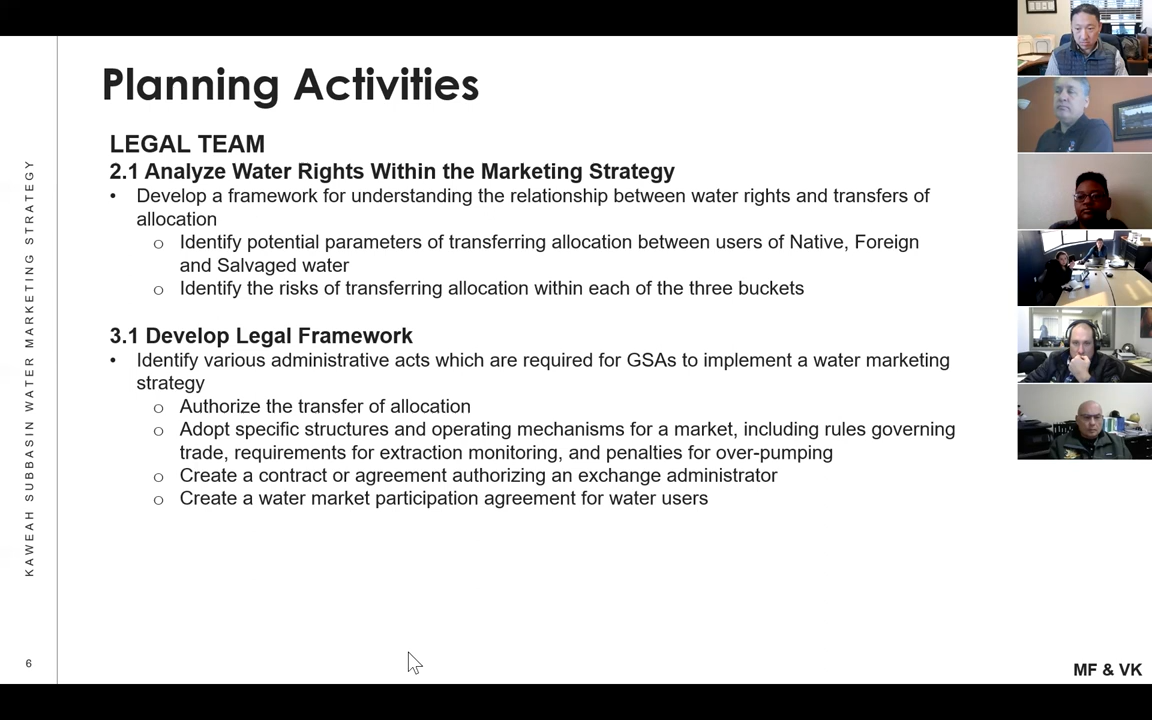 Planning Activities
LEGAL TEAM
2.1 Analyze Water Rights Within the Marketing Strategy
• Develop a framework for understanding the relationship between water rights and transfers of
allocation
o Identify potential parameters of transferring allocation between users of Native, Foreign
and Salvaged water
o Identify the risks of transferring allocation within each of the three buckets
3.1 Develop Legal Framework
• Identify various administrative acts which are required for GSAs to implement a water marketing
strategy
o Authorize the transfer of allocation
o Adopt specific structures and operating mechanisms for a market, including rules governing
trade, requirements for extraction monitoring, and penalties for over-pumping
o Create a contract or agreement authorizing an exchange administrator
o Create a water market participation agreement for water users
KAWEAH SUBBASIN WATER MARKETING STRATEGY
6
MF & VK